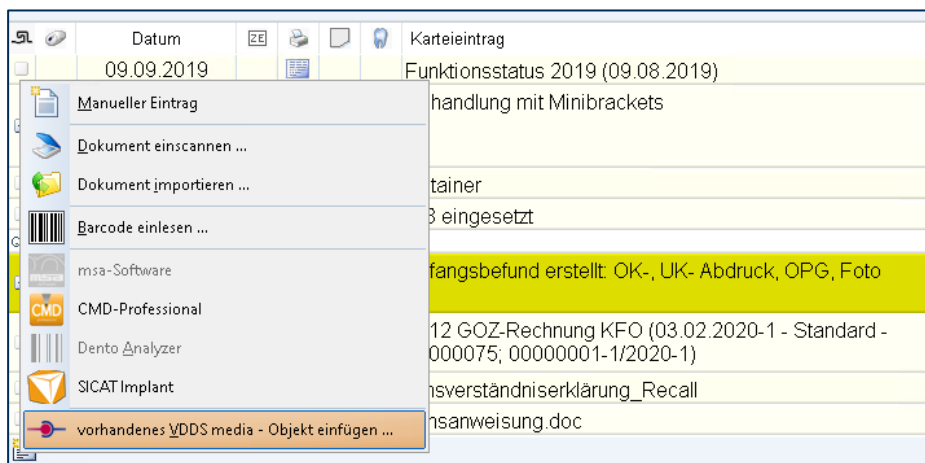 Datum ZE Karteieintrag
09.09.2019 Funktionsstatus 2019 (09.08.2019)
Manueller Eintrag
handlung mit Minibrackets
Dokument einscannen ...
Dokument importieren ...
tainer
Barcode einlesen ...
eingesetzt
msa-Software
fangsbefund erstellt: OK-, UK- Abdruck, OPG, Foto
CMD
CMD-Professional
12 GOZ-Rechnung KFO (03.02.2020-1 - Standard -
Dento Analyzer
000075; 00000001-1/2020-1)
SICAT Implant
nsverständniserklärung_Recall
vorhandenes VDDS media - Objekt einfügen ...
nsanweisung.doc